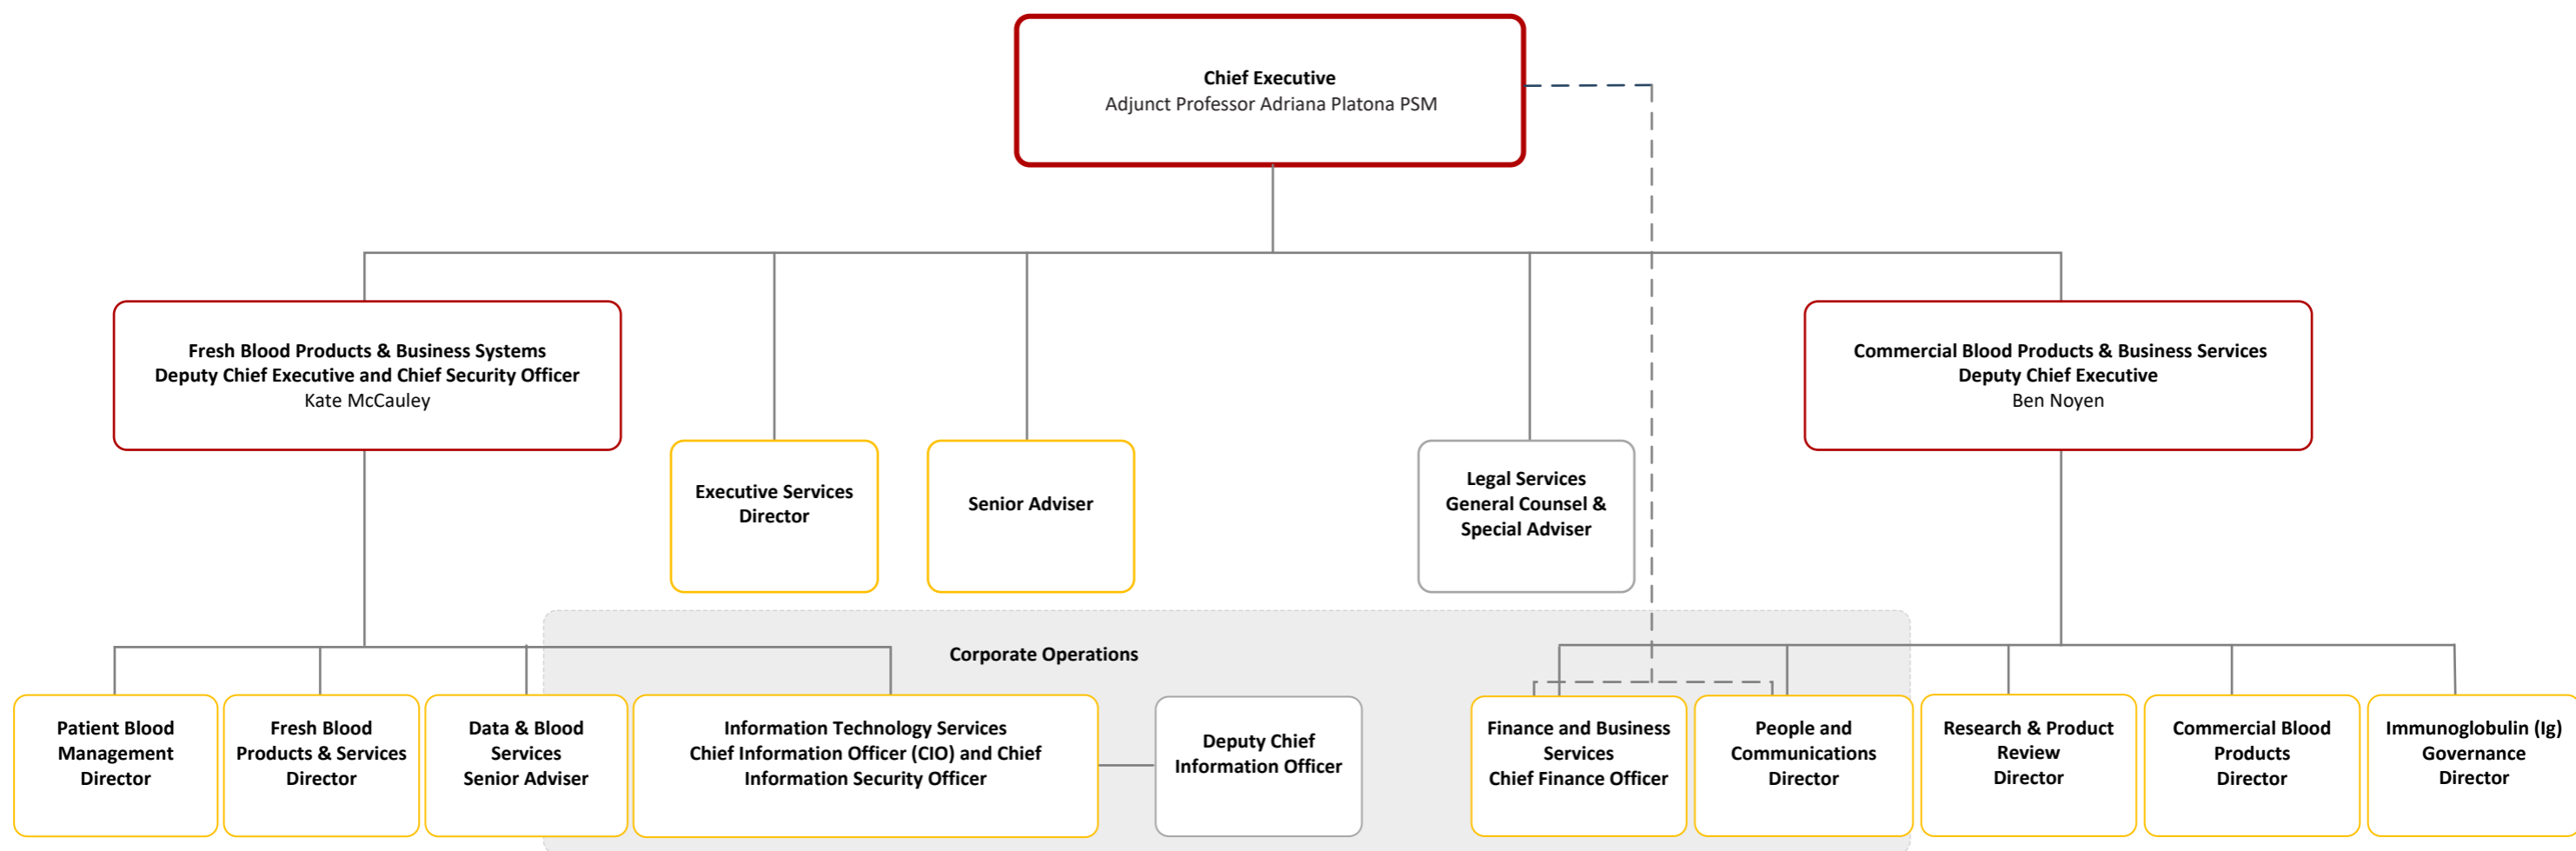 Chief Executive
Adjunct Professor Adriana Platona PSM
Fresh Blood Products & Business Systems
Deputy Chief Executive and Chief Security Officer
Kate McCauley
Commercial Blood Products & Business Services
Deputy Chief Executive
Ben Noyen
Executive Services
Director
Senior Adviser
Legal Services
General Counsel &
Special Adviser
Corporate Operations
Patient Blood
Management
Director
Fresh Blood
Products & Services
Director
Data & Blood
Services
Senior Adviser
Information Technology Services
Chief Information Officer (CIO) and Chief
Information Security Officer
Deputy Chief
Information Officer
Finance and Business
Services
Chief Finance Officer
People and
Communications
Director
Research & Product
Review
Director
Commercial Blood
Products
Director
Immunoglobulin (Ig)
Governance
Director